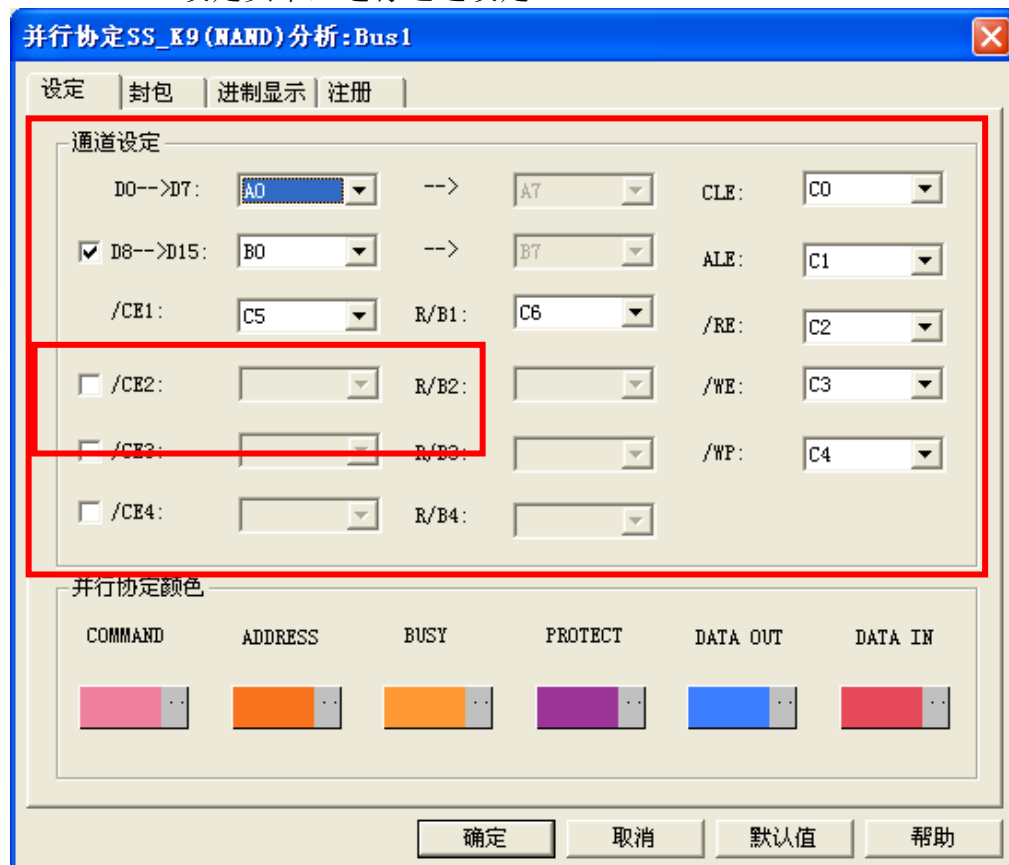 并行协定SS_K9(NAND)分析:Bus1
设定 封包 进制显示 注册
通道设定
D0-->D7: A0 --> A7 CLE: C0
D8-->D15: B0 --> B7 ALE: C1
/CE1: C5 R/B1: C6 /RE: C2
/CE2: R/B2: /WE: C3
/CE3: R/B3: /WP: C4
/CE4: R/B4:
并行协定颜色
COMMAND ADDRESS BUSY PROTECT DATA OUT DATA IN
.. .. .. .. .. ..
确定 取消 默认值 帮助